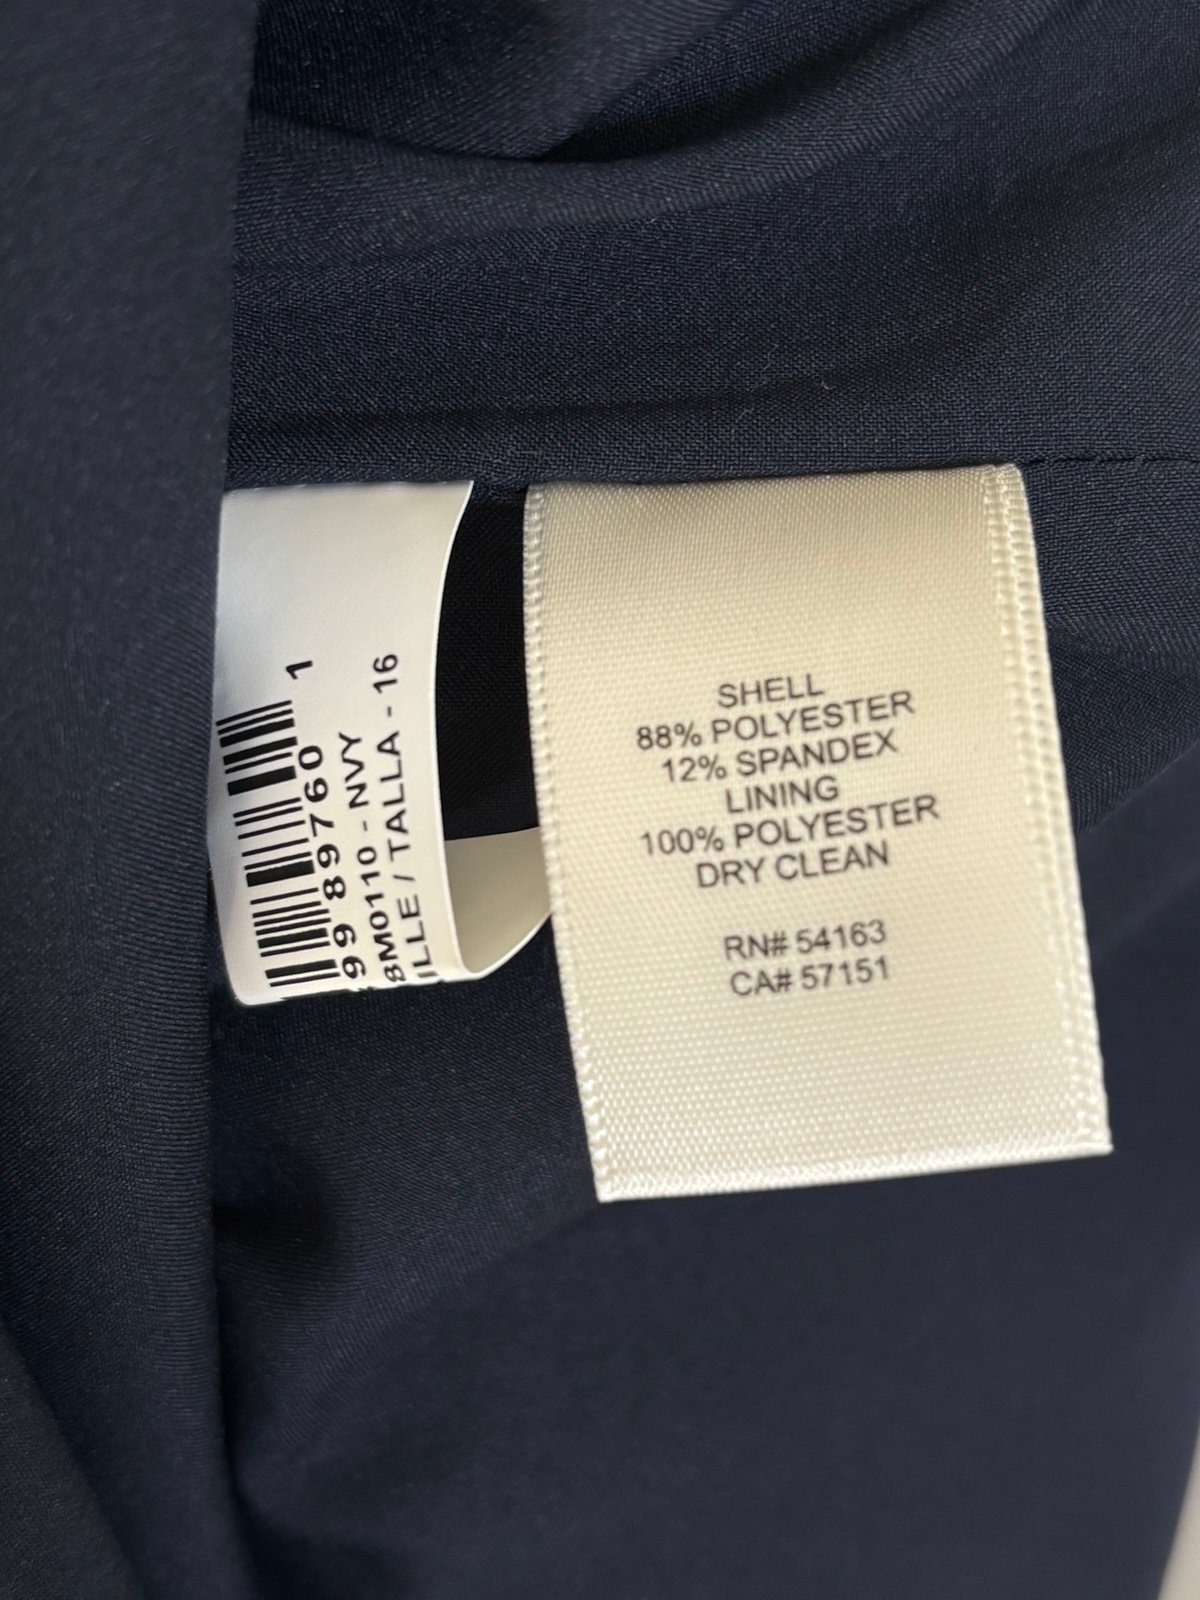 1
99 89760
8M0110 - NVY
ILLE / TALLA - 16
SHELL
88% POLYESTER
12% SPANDEX
LINING
100% POLYESTER
DRY CLEAN
RN# 54163
CA# 57151